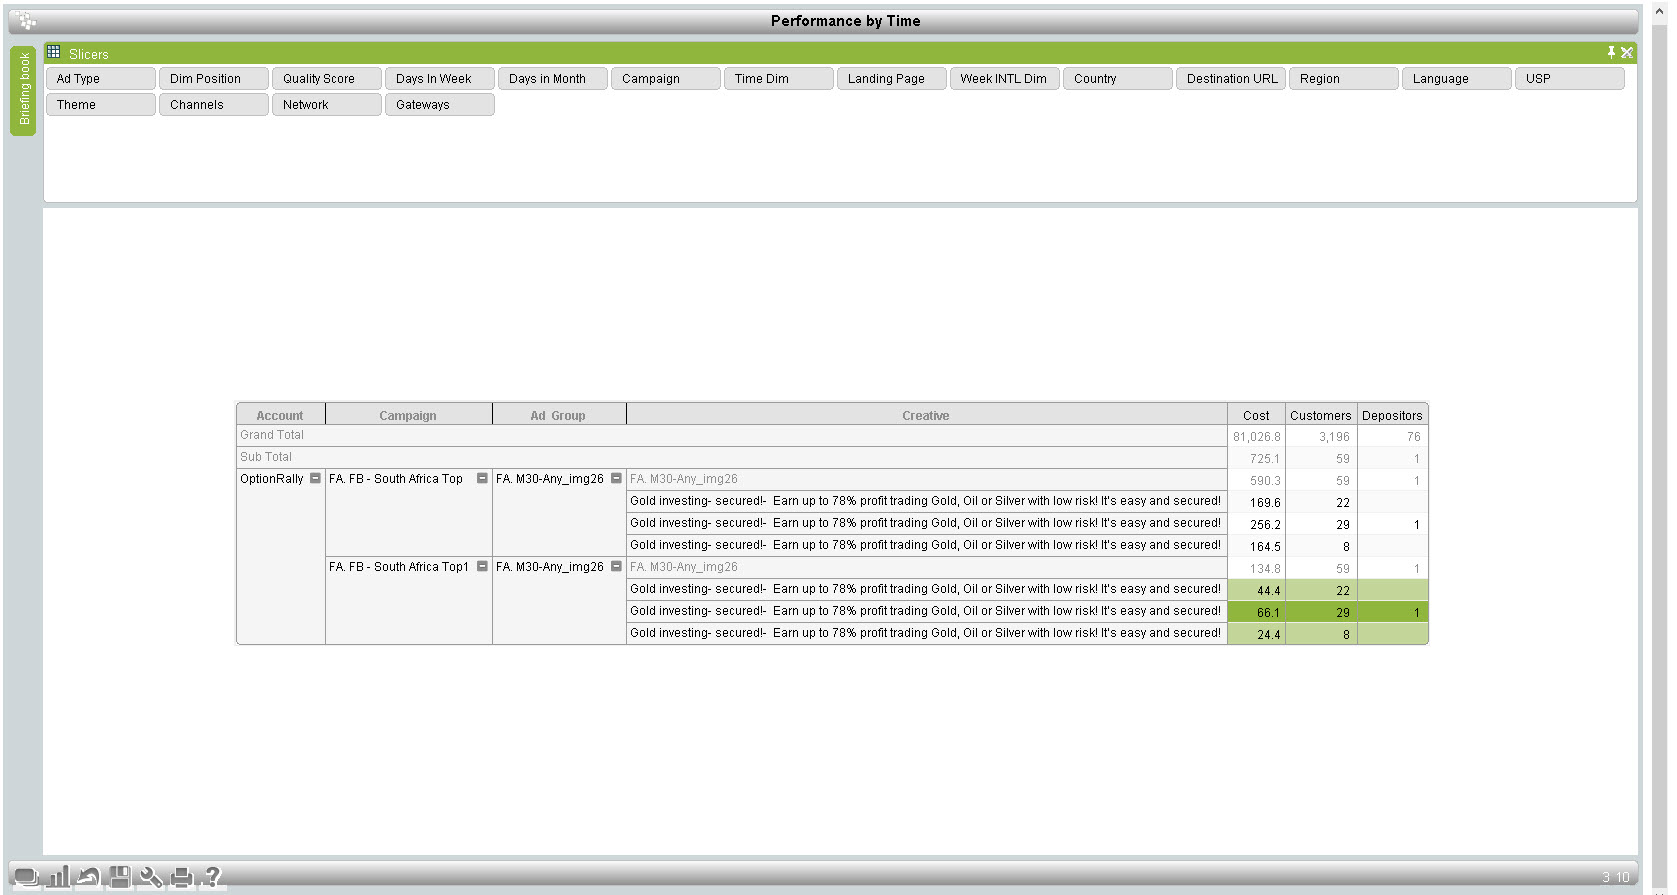 Performance by Time
Briefing book
Slicers
Ad Type Dim Position Quality Score Days In Week Days in Month Campaign Time Dim Landing Page Week INTL Dim Country Destination URL Region Language USP
Theme Channels Network Gateways
Account Campaign Ad Group Creative Cost Customers Depositors
Grand Total 81,026.8 3,196 76
Sub Total 725.1 59 1
OptionRally FA. FB - South Africa Top FA. M30-Any_img26 FA. M30-Any_img26 590.3 59 1
Gold investing- secured!- Earn up to 78% profit trading Gold, Oil or Silver with low risk! It's easy and secured! 169.6 22
Gold investing- secured!- Earn up to 78% profit trading Gold, Oil or Silver with low risk! It's easy and secured! 256.2 29 1
Gold investing- secured!- Earn up to 78% profit trading Gold, Oil or Silver with low risk! It's easy and secured! 164.5 8
FA. FB - South Africa Top1 FA. M30-Any_img26 FA. M30-Any_img26 134.8 59 1
Gold investing- secured!- Earn up to 78% profit trading Gold, Oil or Silver with low risk! It's easy and secured! 44.4 22
Gold investing- secured!- Earn up to 78% profit trading Gold, Oil or Silver with low risk! It's easy and secured! 66.1 29 1
Gold investing- secured!- Earn up to 78% profit trading Gold, Oil or Silver with low risk! It's easy and secured! 24.4 8
3 10